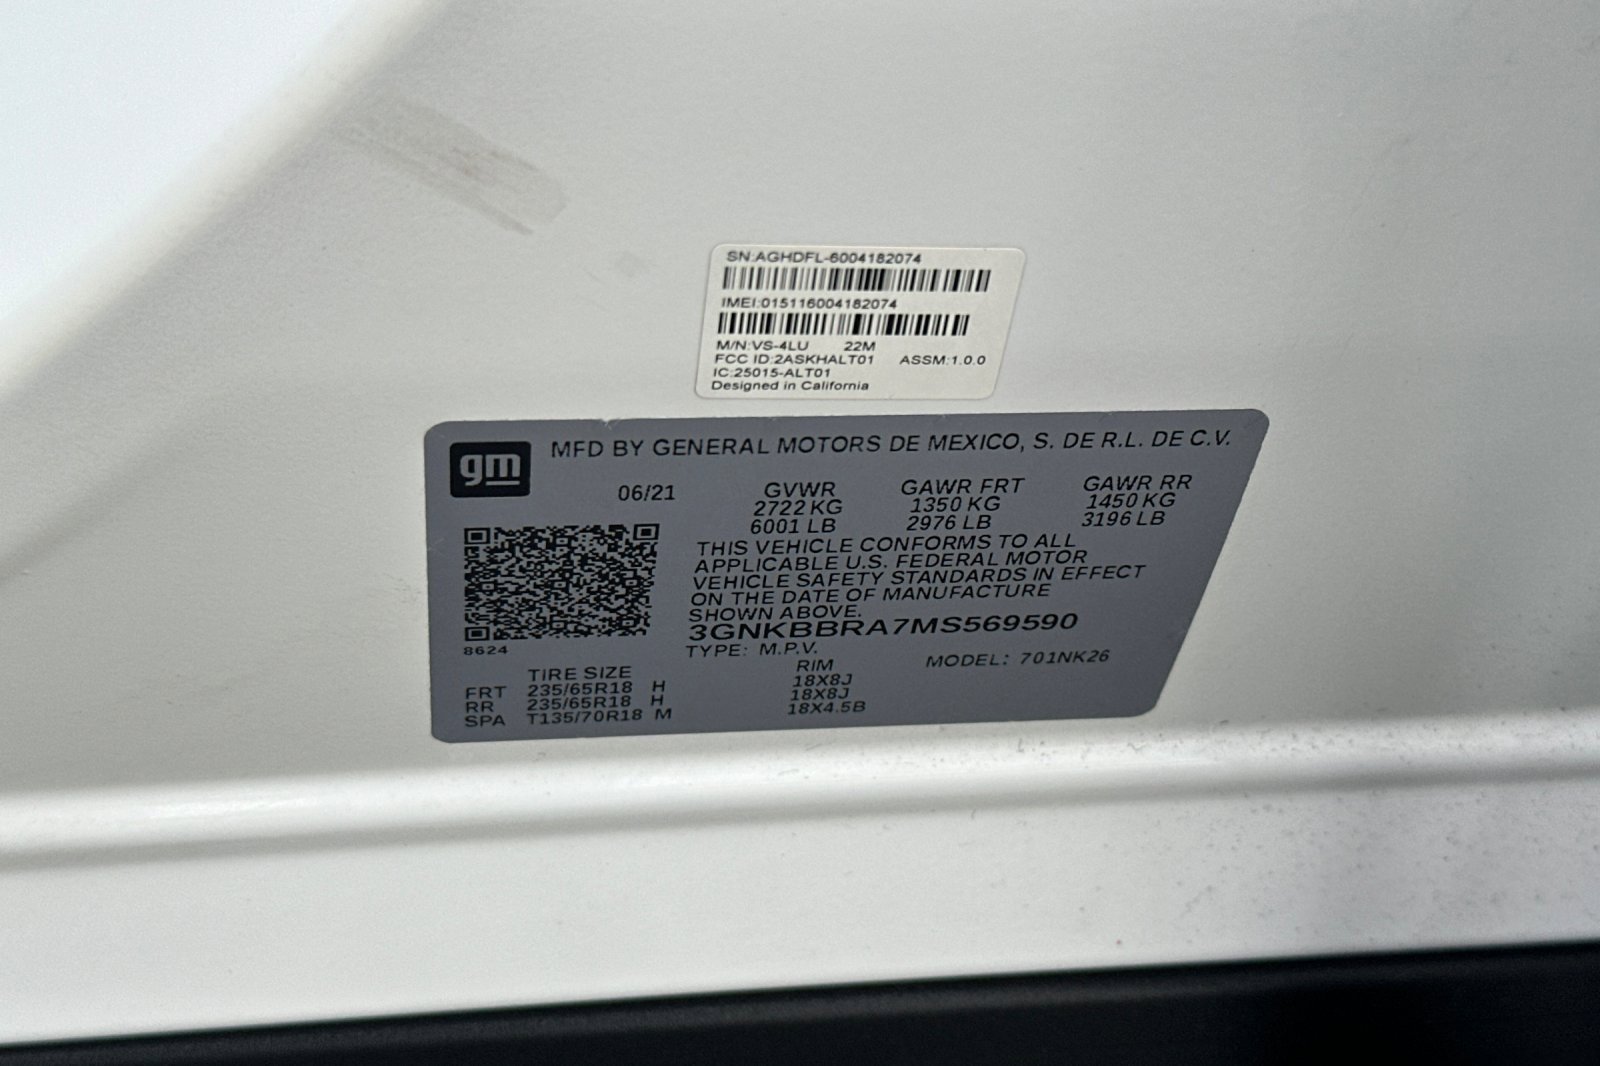 SN:AGHDFL-6004182074
IMEI:015116004182074
M/N:VS-4LU 22M
FCC ID:2ASKHALT01 ASSM:1.0.0
IC:25015-ALT01
Designed in California
gm
MFD BY GENERAL MOTORS DE MEXICO, S. DE R.L. DE C.V.
06/21 GVWR GAWR FRT GAWR RR
2722 KG 1350 KG 1450 KG
6001 LB 2976 LB 3196 LB
THIS VEHICLE CONFORMS TO ALL
APPLICABLE U.S. FEDERAL MOTOR
VEHICLE SAFETY STANDARDS IN EFFECT
ON THE DATE OF MANUFACTURE
SHOWN ABOVE.
3GNKBBRA7MS569590
8624
TYPE: M.P.V. MODEL: 701NK26
TIRE SIZE RIM
FRT 235/65R18 H 18X8J
RR 235/65R18 H 18X8J
SPA T135/70R18 M 18X4.5B